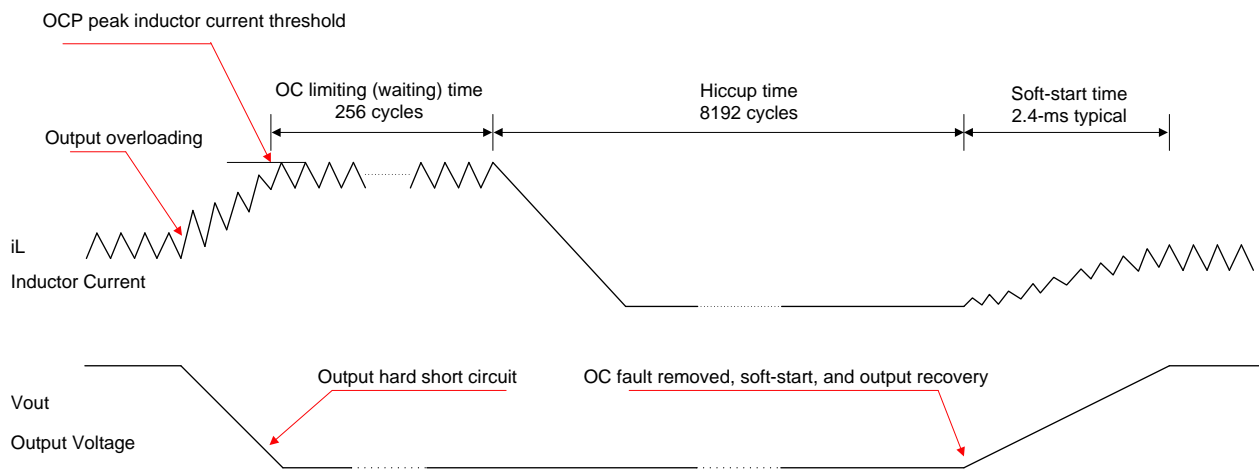 OCP peak inductor current threshold
OC limiting (waiting) time
256 cycles
Hiccup time
8192 cycles
Soft-start time
2.4-ms typical
Output overloading
iL
Inductor Current
Output hard short circuit
OC fault removed, soft-start, and output recovery
Vout
Output Voltage